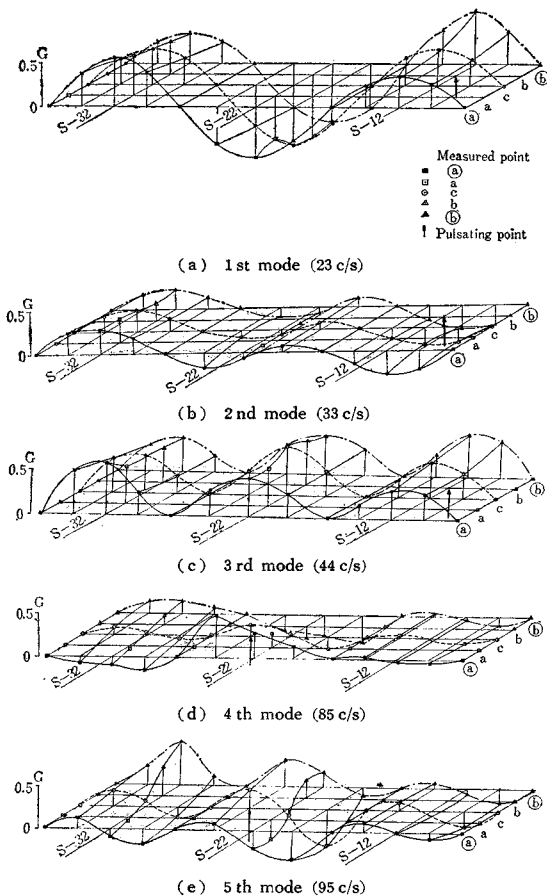 G
0.5
0
S-32
S-22
S-12
ⓐ
a
c
b
ⓑ
Measured point
ⓐ
a
c
b
ⓑ
Pulsating point
(a) 1st mode (23 c/s)
G
0.5
0
S-32
S-22
S-12
ⓐ
a
c
b
ⓑ
(b) 2nd mode (33 c/s)
G
0.5
0
S-32
S-22
S-12
ⓐ
a
c
b
ⓑ
(c) 3rd mode (44 c/s)
G
0.5
0
S-32
S-22
S-12
ⓐ
a
c
b
ⓑ
(d) 4th mode (85 c/s)
G
0.5
0
S-32
S-22
S-12
ⓐ
a
c
b
ⓑ
(e) 5th mode (95 c/s)